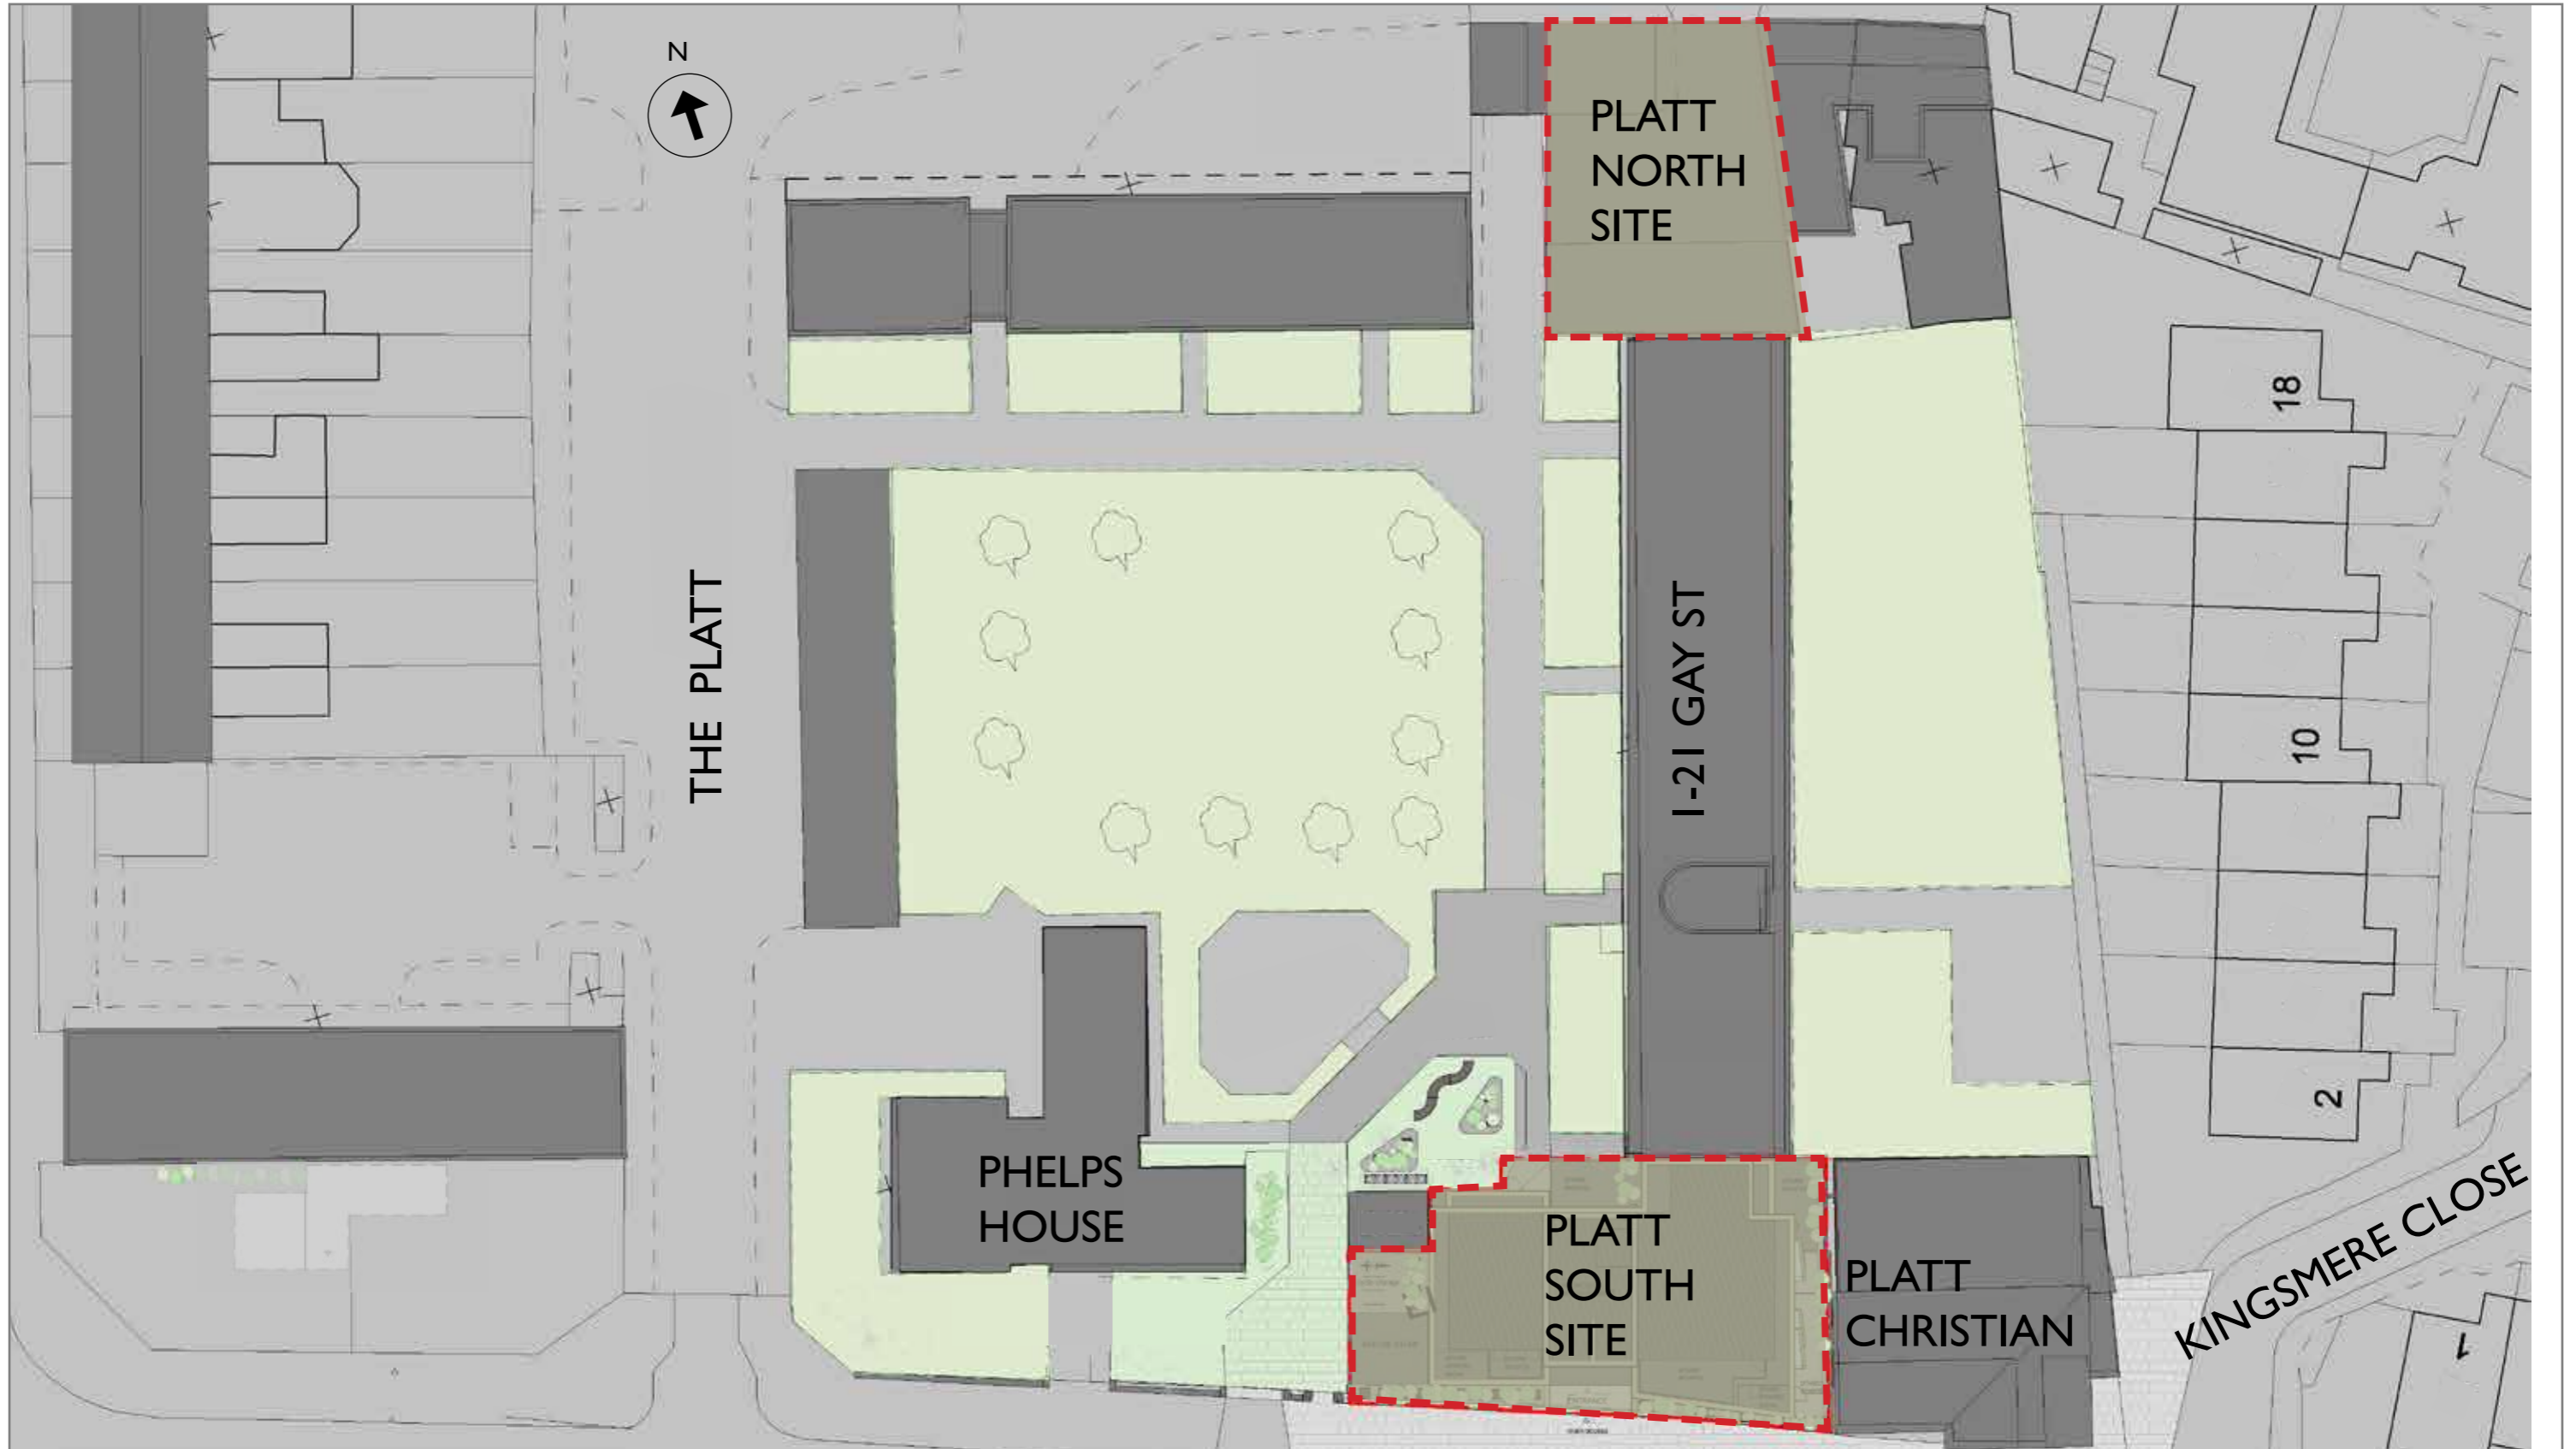 N
PLATT
NORTH
SITE
18
THE PLATT
1-21 GAY ST
10
2
PHELPS
HOUSE
PLATT
SOUTH
SITE
PLATT
CHRISTIAN
KINGSMERE CLOSE
1